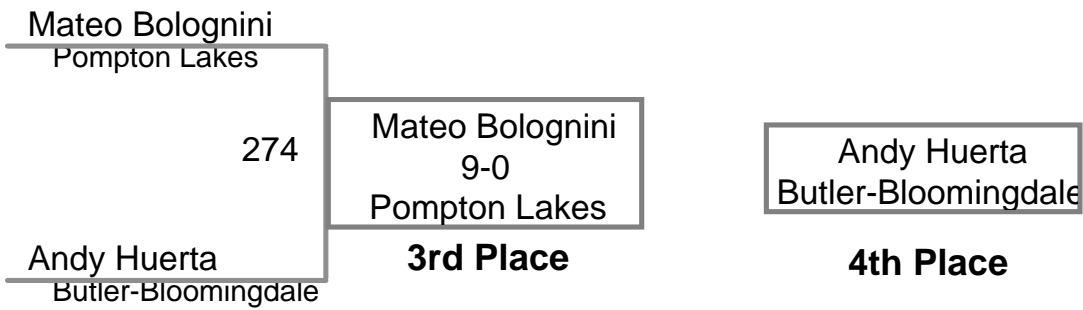 Mateo Bolognini
Pompton Lakes
274
Andy Huerta
Butler-Bloomingdale
Mateo Bolognini
9-0
Pompton Lakes
3rd Place
Andy Huerta
Butler-Bloomingdale
4th Place